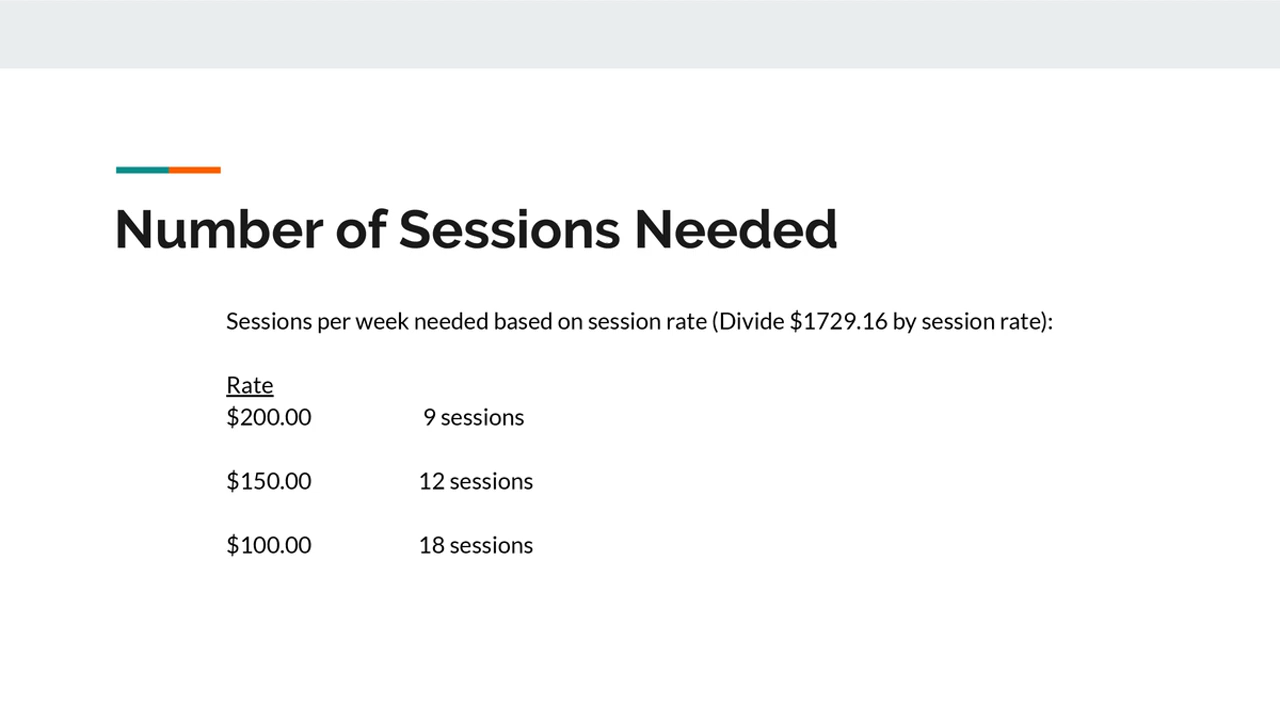 Number of Sessions Needed
Sessions per week needed based on session rate (Divide $1729.16 by session rate):
Rate
$200.00 9 sessions
$150.00 12 sessions
$100.00 18 sessions